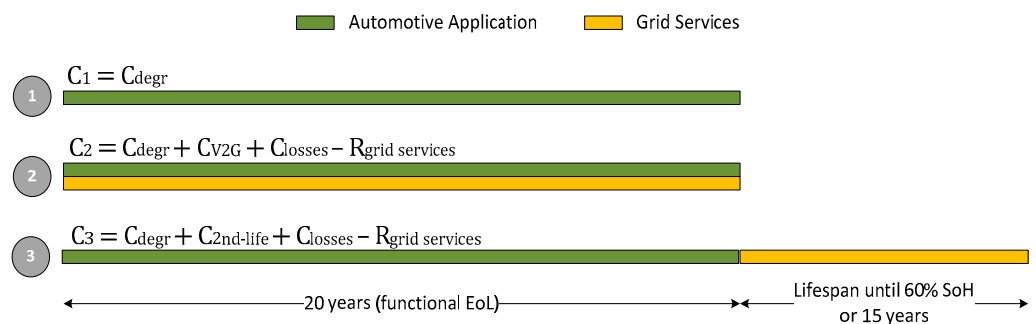 Automotive Application Grid Services
C1 = Cdegr
1
C2 = Cdegr + CV2G + Closses – Rgrid services
2
C3 = Cdegr + C2nd-life + Closses – Rgrid services
3
20 years (functional EoL)
Lifespan until 60% SoH
or 15 years